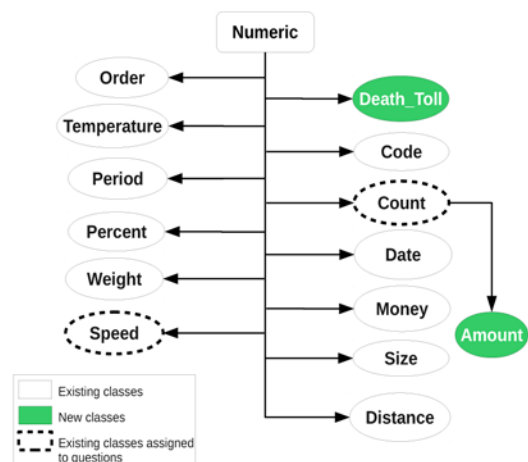 Numeric
Order
Death_Toll
Temperature
Code
Period
Count
Percent
Date
Weight
Money
Speed
Amount
Size
Existing classes
New classes
Distance
Existing classes assigned
to questions